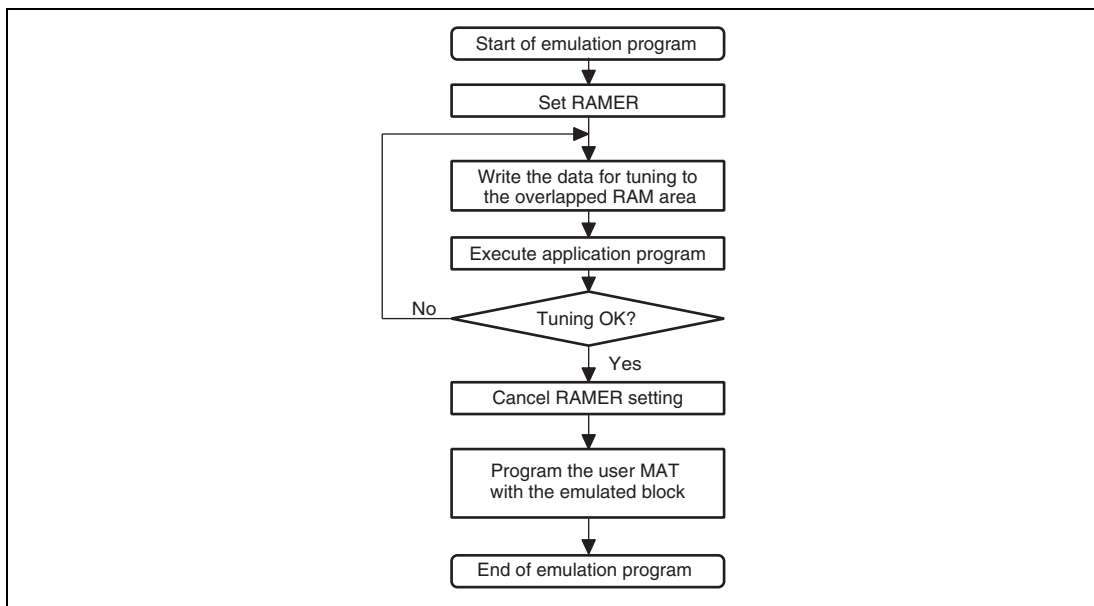 Start of emulation program
Set RAMER
Write the data for tuning to
the overlapped RAM area
Execute application program
Tuning OK?
No
Yes
Cancel RAMER setting
Program the user MAT
with the emulated block
End of emulation program